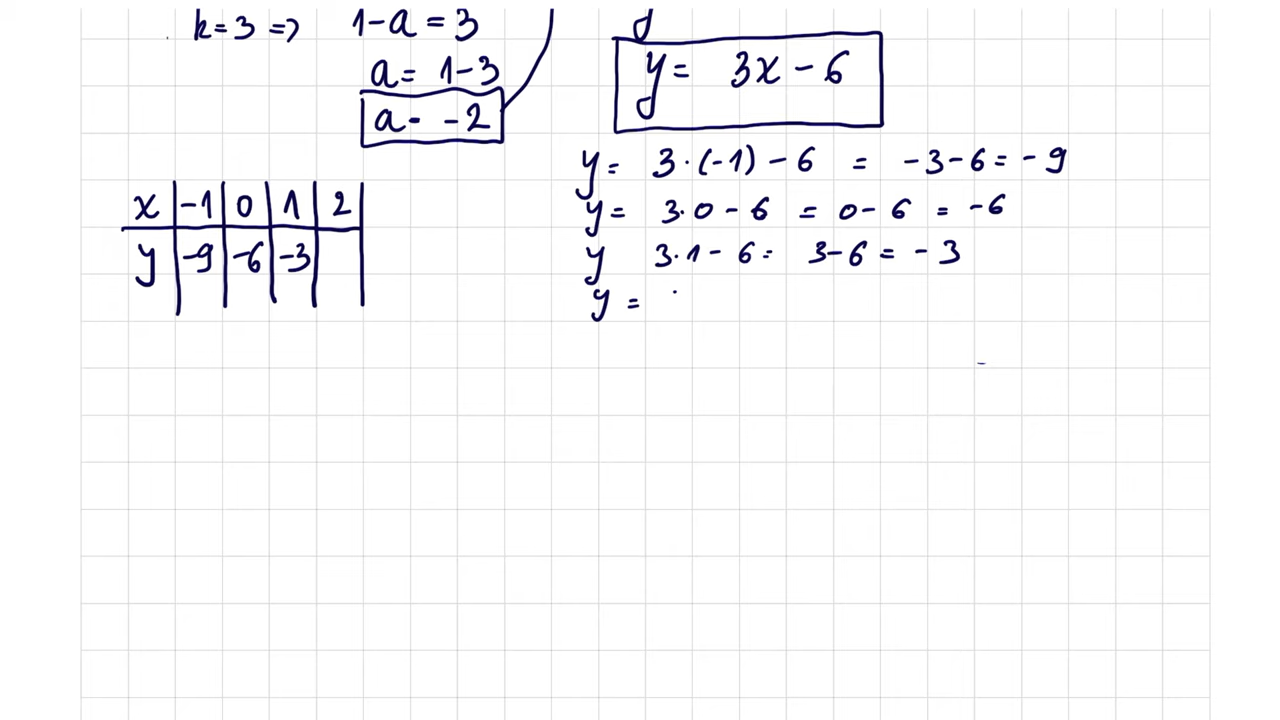 k=3 => 1-a=3
a= 1-3
a= -2
y= 3x-6
x -1 0 1 2
y -9 -6 -3
y= 3·(-1)-6 = -3-6=-9
y= 3·0-6 = 0-6 = -6
y 3·1-6= 3-6=-3
y =